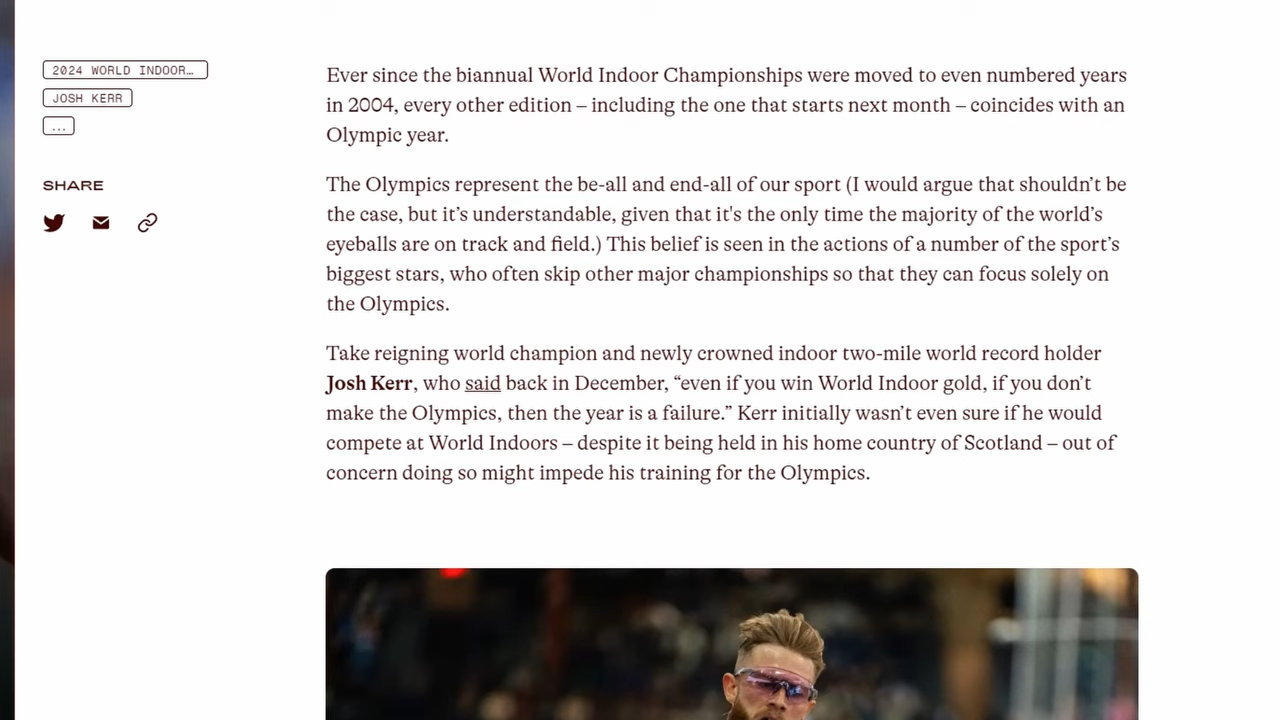 2024 WORLD INDOOR…
JOSH KERR
...
SHARE
Ever since the biannual World Indoor Championships were moved to even numbered years
in 2004, every other edition – including the one that starts next month – coincides with an
Olympic year.
The Olympics represent the be-all and end-all of our sport (I would argue that shouldn’t be
the case, but it’s understandable, given that it's the only time the majority of the world’s
eyeballs are on track and field.) This belief is seen in the actions of a number of the sport’s
biggest stars, who often skip other major championships so that they can focus solely on
the Olympics.
Take reigning world champion and newly crowned indoor two-mile world record holder
Josh Kerr, who said back in December, “even if you win World Indoor gold, if you don’t
make the Olympics, then the year is a failure.” Kerr initially wasn’t even sure if he would
compete at World Indoors – despite it being held in his home country of Scotland – out of
concern doing so might impede his training for the Olympics.